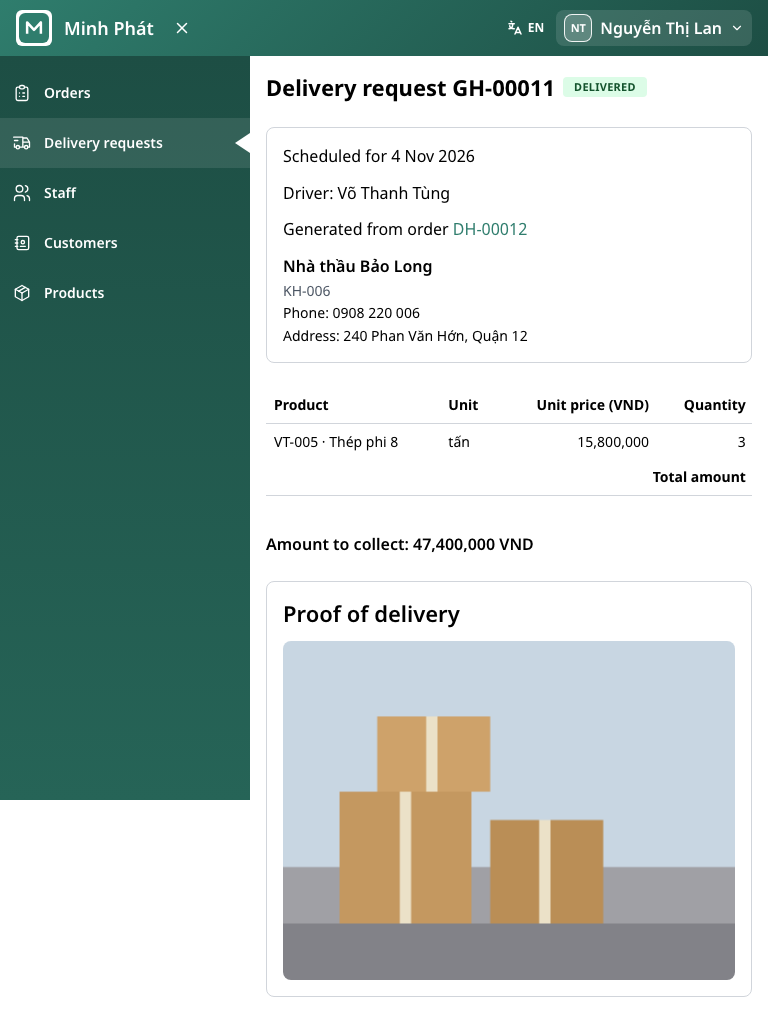 Minh Phát
EN
NT
Nguyễn Thị Lan
Orders
Delivery requests
Staff
Customers
Products
Delivery request GH-00011
DELIVERED
Scheduled for 4 Nov 2026
Driver: Võ Thanh Tùng
Generated from order DH-00012
Nhà thầu Bảo Long
KH-006
Phone: 0908 220 006
Address: 240 Phan Văn Hớn, Quận 12
Product Unit Unit price (VND) Quantity
VT-005 · Thép phi 8 tấn 15,800,000 3
Total amount
Amount to collect: 47,400,000 VND
Proof of delivery